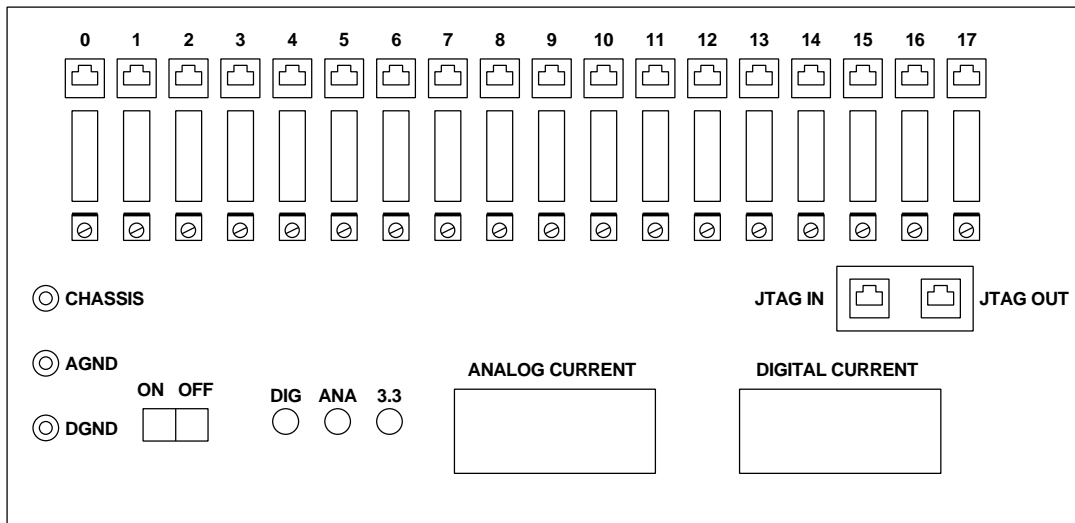 0 1 2 3 4 5 6 7 8 9 10 11 12 13 14 15 16 17
CHASSIS
JTAG IN
JTAG OUT
AGND
ANALOG CURRENT
DIGITAL CURRENT
ON OFF
DIG ANA 3.3
DGND